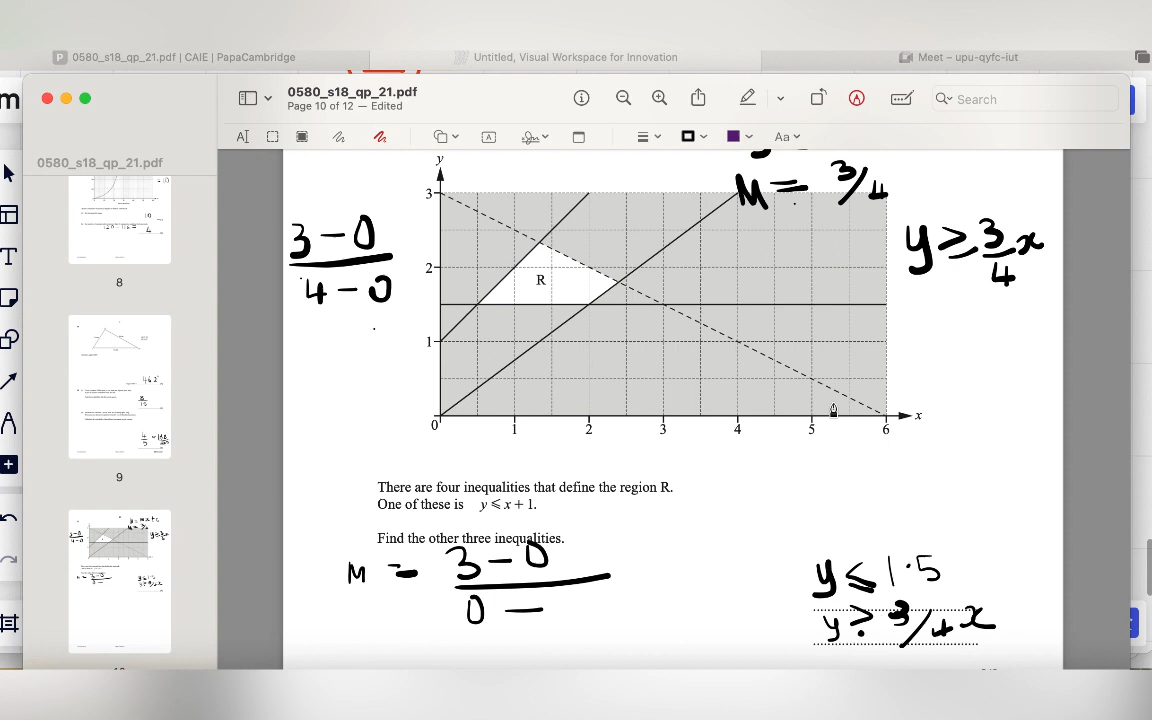 0580_s18_qp_21.pdf | CAIE | PapaCambridge
Untitled, Visual Workspace for Innovation
Meet – upu-qyfc-iut
0580_s18_qp_21.pdf
Page 10 of 12 — Edited
Search
Aa
0580_s18_qp_21.pdf
8
9
y
3
2
1
0
1 2 3 4 5 6 x
R
3 - 0
4 - 0
M = 3/4
y ≥ 3/4 x
There are four inequalities that define the region R.
One of these is y ⩽ x + 1.
Find the other three inequalities.
M = 3 - 0
0 -
y ≤ 1.5
y ≥ 3/4 x